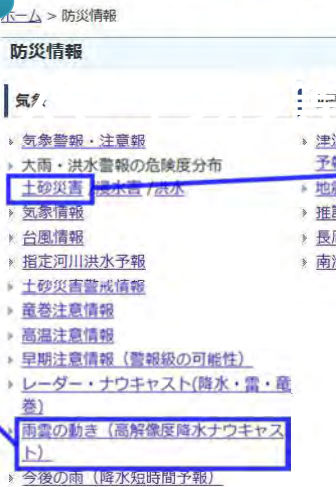 ホーム > 防災情報
防災情報
気象
気象警報・注意報
大雨・洪水警報の危険度分布
土砂災害 /浸水害 /洪水
気象情報
台風情報
指定河川洪水予報
土砂災害警戒情報
竜巻注意情報
高温注意情報
早期注意情報（警報級の可能性）
レーダー・ナウキャスト(降水・雷・竜
巻)
雨雲の動き（高解像度降水ナウキャス
ト）
今後の雨（降水短時間予報）
津
予
地
推
長
南